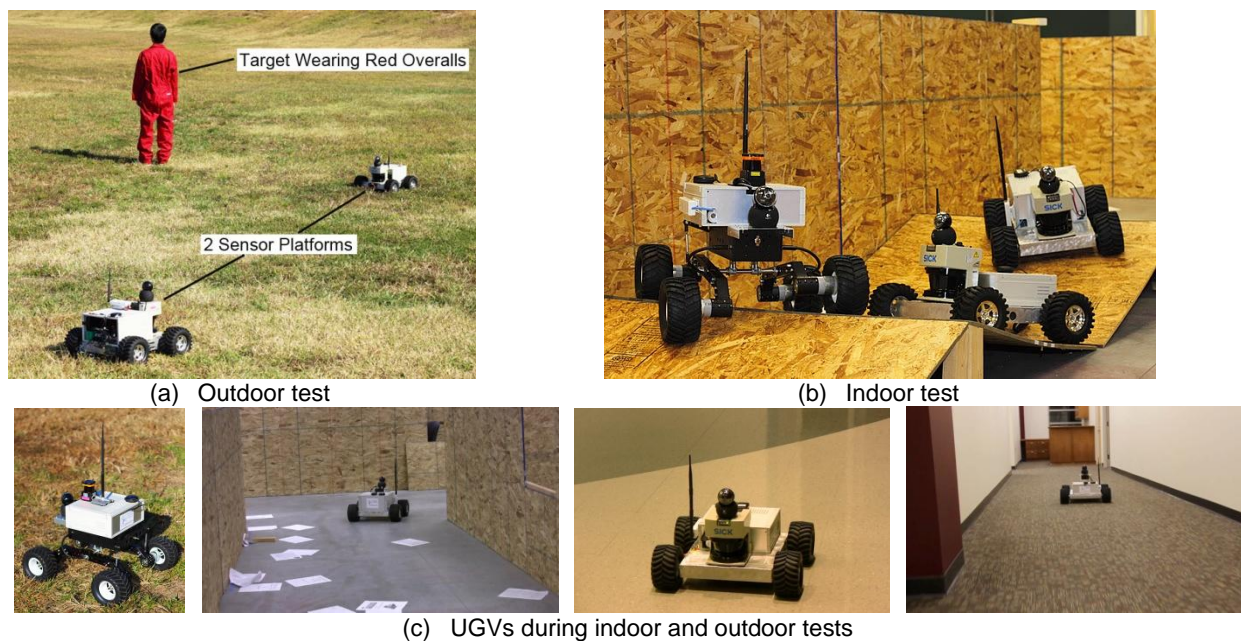 Target Wearing Red Overalls
2 Sensor Platforms
(a) Outdoor test
SICK
SICK
(b) Indoor test
SICK
(c) UGVs during indoor and outdoor tests